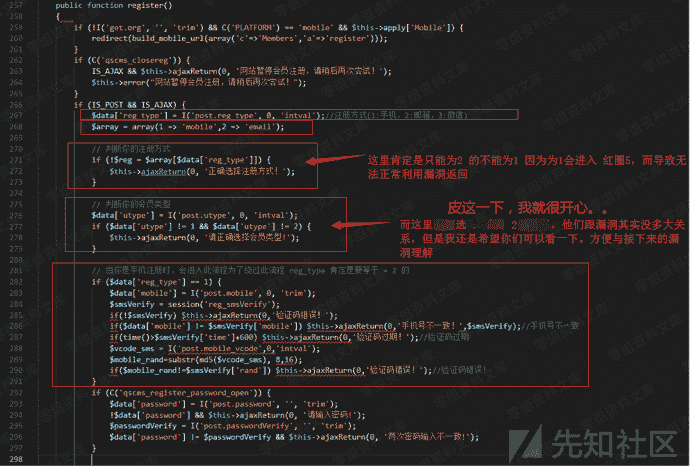 257 public function register()
258 {
259 if (!I('get.org', '', 'trim') && C('PLATFORM') == 'mobile' && $this->apply['Mobile']) {
260 redirect(build_mobile_url(array('c'=>'Members','a'=>'register')));
261 }
262 if (C('qscms_closereg')) {
263 IS_AJAX && $this->ajaxReturn(0, '网站暂停会员注册，请稍后再次尝试！');
264 $this->error("网站暂停会员注册，请稍后再次尝试！");
265 }
266 if (IS_POST && IS_AJAX) {
267 $data['reg_type'] = I('post.reg_type', 0, 'intval');//注册方式(1:手机，2:邮箱，3:微信)
268 $array = array(1 => 'mobile',2 => 'email');
269
270 // 判断你的注册方式
271 if (!$reg = $array[$data['reg_type']]) {
272 $this->ajaxReturn(0, '正确选择注册方式！');
273 }
这里肯定是只能为2 的不能为1 因为为1会进入 红圈5，而导致无
法正常利用漏洞返回
274
275 // 判断你的会员类型
276 $data['utype'] = I('post.utype', 0, 'intval');
277 if ($data['utype'] != 1 && $data['utype'] != 2) {
278 $this->ajaxReturn(0, '请正确选择会员类型!');
279 }
皮这一下，我就很开心。。
而这里 选 2 ，他们跟漏洞其实没多大关
系，但是我还是希望你们可以看一下，方便与接下来的漏
洞理解
280
281 // 当你是手机注册时，会进入此流程为了绕过此流程 reg_type 肯定是要等于 = 2 的
282 if ($data['reg_type'] == 1) {
283 $data['mobile'] = I('post.mobile', 0, 'trim');
284 $smsVerify = session('reg_smsVerify');
285 if(!$smsVerify) $this->ajaxReturn(0,'验证码错误！');
286 if($data['mobile'] != $smsVerify['mobile']) $this->ajaxReturn(0,'手机号不一致！',$smsVerify);//手机号不一致
287 if(time()>$smsVerify['time']+600) $this->ajaxReturn(0,'验证码过期！');//验证码过期
288 $vcode_sms = I('post.mobile_vcode',0,'intval');
289 $mobile_rand=substr(md5($vcode_sms), 8,16);
290 if($mobile_rand!=$smsVerify['rand']) $this->ajaxReturn(0,'验证码错误！');//验证码错误！
291 }
292 if (C('qscms_register_password_open')) {
293 $data['password'] = I('post.password', '', 'trim');
294 !$data['password'] && $this->ajaxReturn(0, '请输入密码!');
295 $passwordVerify = I('post.passwordVerify', '', 'trim');
296 $data['password'] != $passwordVerify && $this->ajaxReturn(0, '两次密码输入不一致!');
297 }
298
先知社区